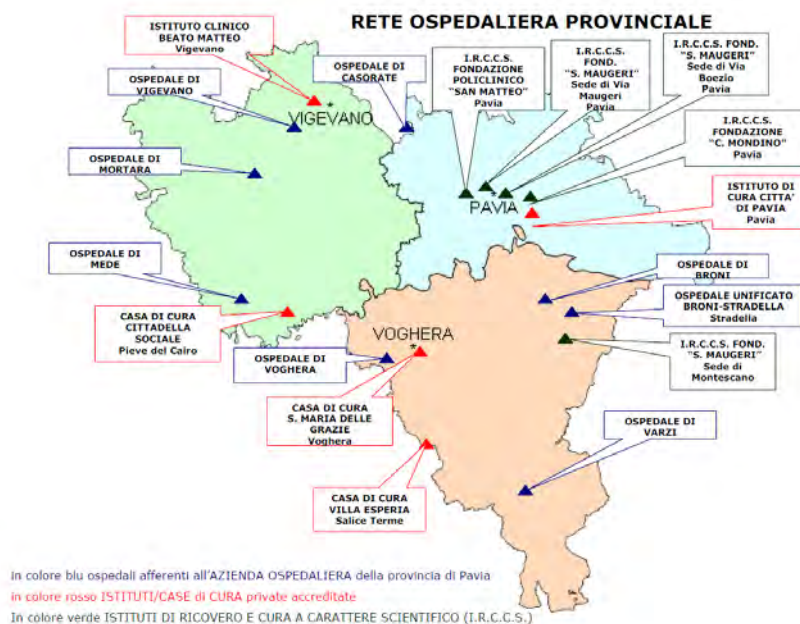 RETE OSPEDALIERA PROVINCIALE
ISTITUTO CLINICO
BEATO MATTEO
Vigevano
OSPEDALE DI
VIGEVANO
OSPEDALE DI
CASORATE
I.R.C.C.S.
FONDAZIONE
POLICLINICO
"SAN MATTEO"
Pavia
I.R.C.C.S.
FOND.
"S. MAUGERI"
Sede di Via
Maugeri
Pavia
I.R.C.C.S. FOND.
"S. MAUGERI"
Sede di Via
Boezio
Pavia
I.R.C.C.S.
FONDAZIONE
"C. MONDINO"
Pavia
ISTITUTO DI
CURA CITTA'
DI PAVIA
Pavia
VIGEVANO
*
OSPEDALE DI
MORTARA
*
PAVIA
OSPEDALE DI
MEDE
OSPEDALE DI
BRONI
OSPEDALE UNIFICATO
BRONI-STRADELLA
Stradella
CASA DI CURA
CITTADELLA
SOCIALE
Pieve del Cairo
VOGHERA
*
OSPEDALE DI
VOGHERA
I.R.C.C.S. FOND.
"S. MAUGERI"
Sede di
Montescano
CASA DI CURA
S. MARIA DELLE
GRAZIE
Voghera
OSPEDALE DI
VARZI
CASA DI CURA
VILLA ESPERIA
Salice Terme
in colore blu ospedali afferenti all'AZIENDA OSPEDALIERA della provincia di Pavia
in colore rosso ISTITUTI/CASE di CURA private accreditate
In colore verde ISTITUTI DI RICOVERO E CURA A CARATTERE SCIENTIFICO (I.R.C.C.S.)